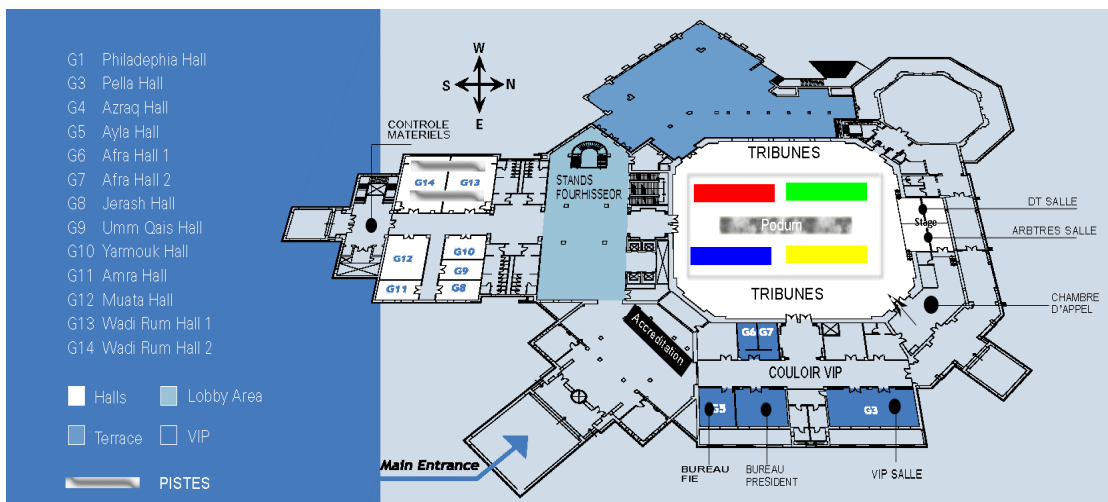 G1 Philadephia Hall
G3 Pella Hall
G4 Azraq Hall
G5 Ayla Hall
G6 Afra Hall 1
G7 Afra Hall 2
G8 Jerash Hall
G9 Umm Qais Hall
G10 Yarmouk Hall
G11 Amra Hall
G12 Muata Hall
G13 Wadi Rum Hall 1
G14 Wadi Rum Hall 2
Halls
Lobby Area
Terrace
VIP
PISTES
W
S N
E
CONTROLE
MATERIELS
G14 G13
G12
G10
G9
G11 G8
STANDS
FOURHISSEOR
TRIBUNES
Podum
TRIBUNES
Stage
DT SALLE
ARBTRES SALLE
CHAMBRE
D'APPEL
Accreditation
G6 G7
COULOIR VIP
G5
G3
Main Entrance
BUREAU
FIE
BUREAU
PRESIDENT
VIP SALLE